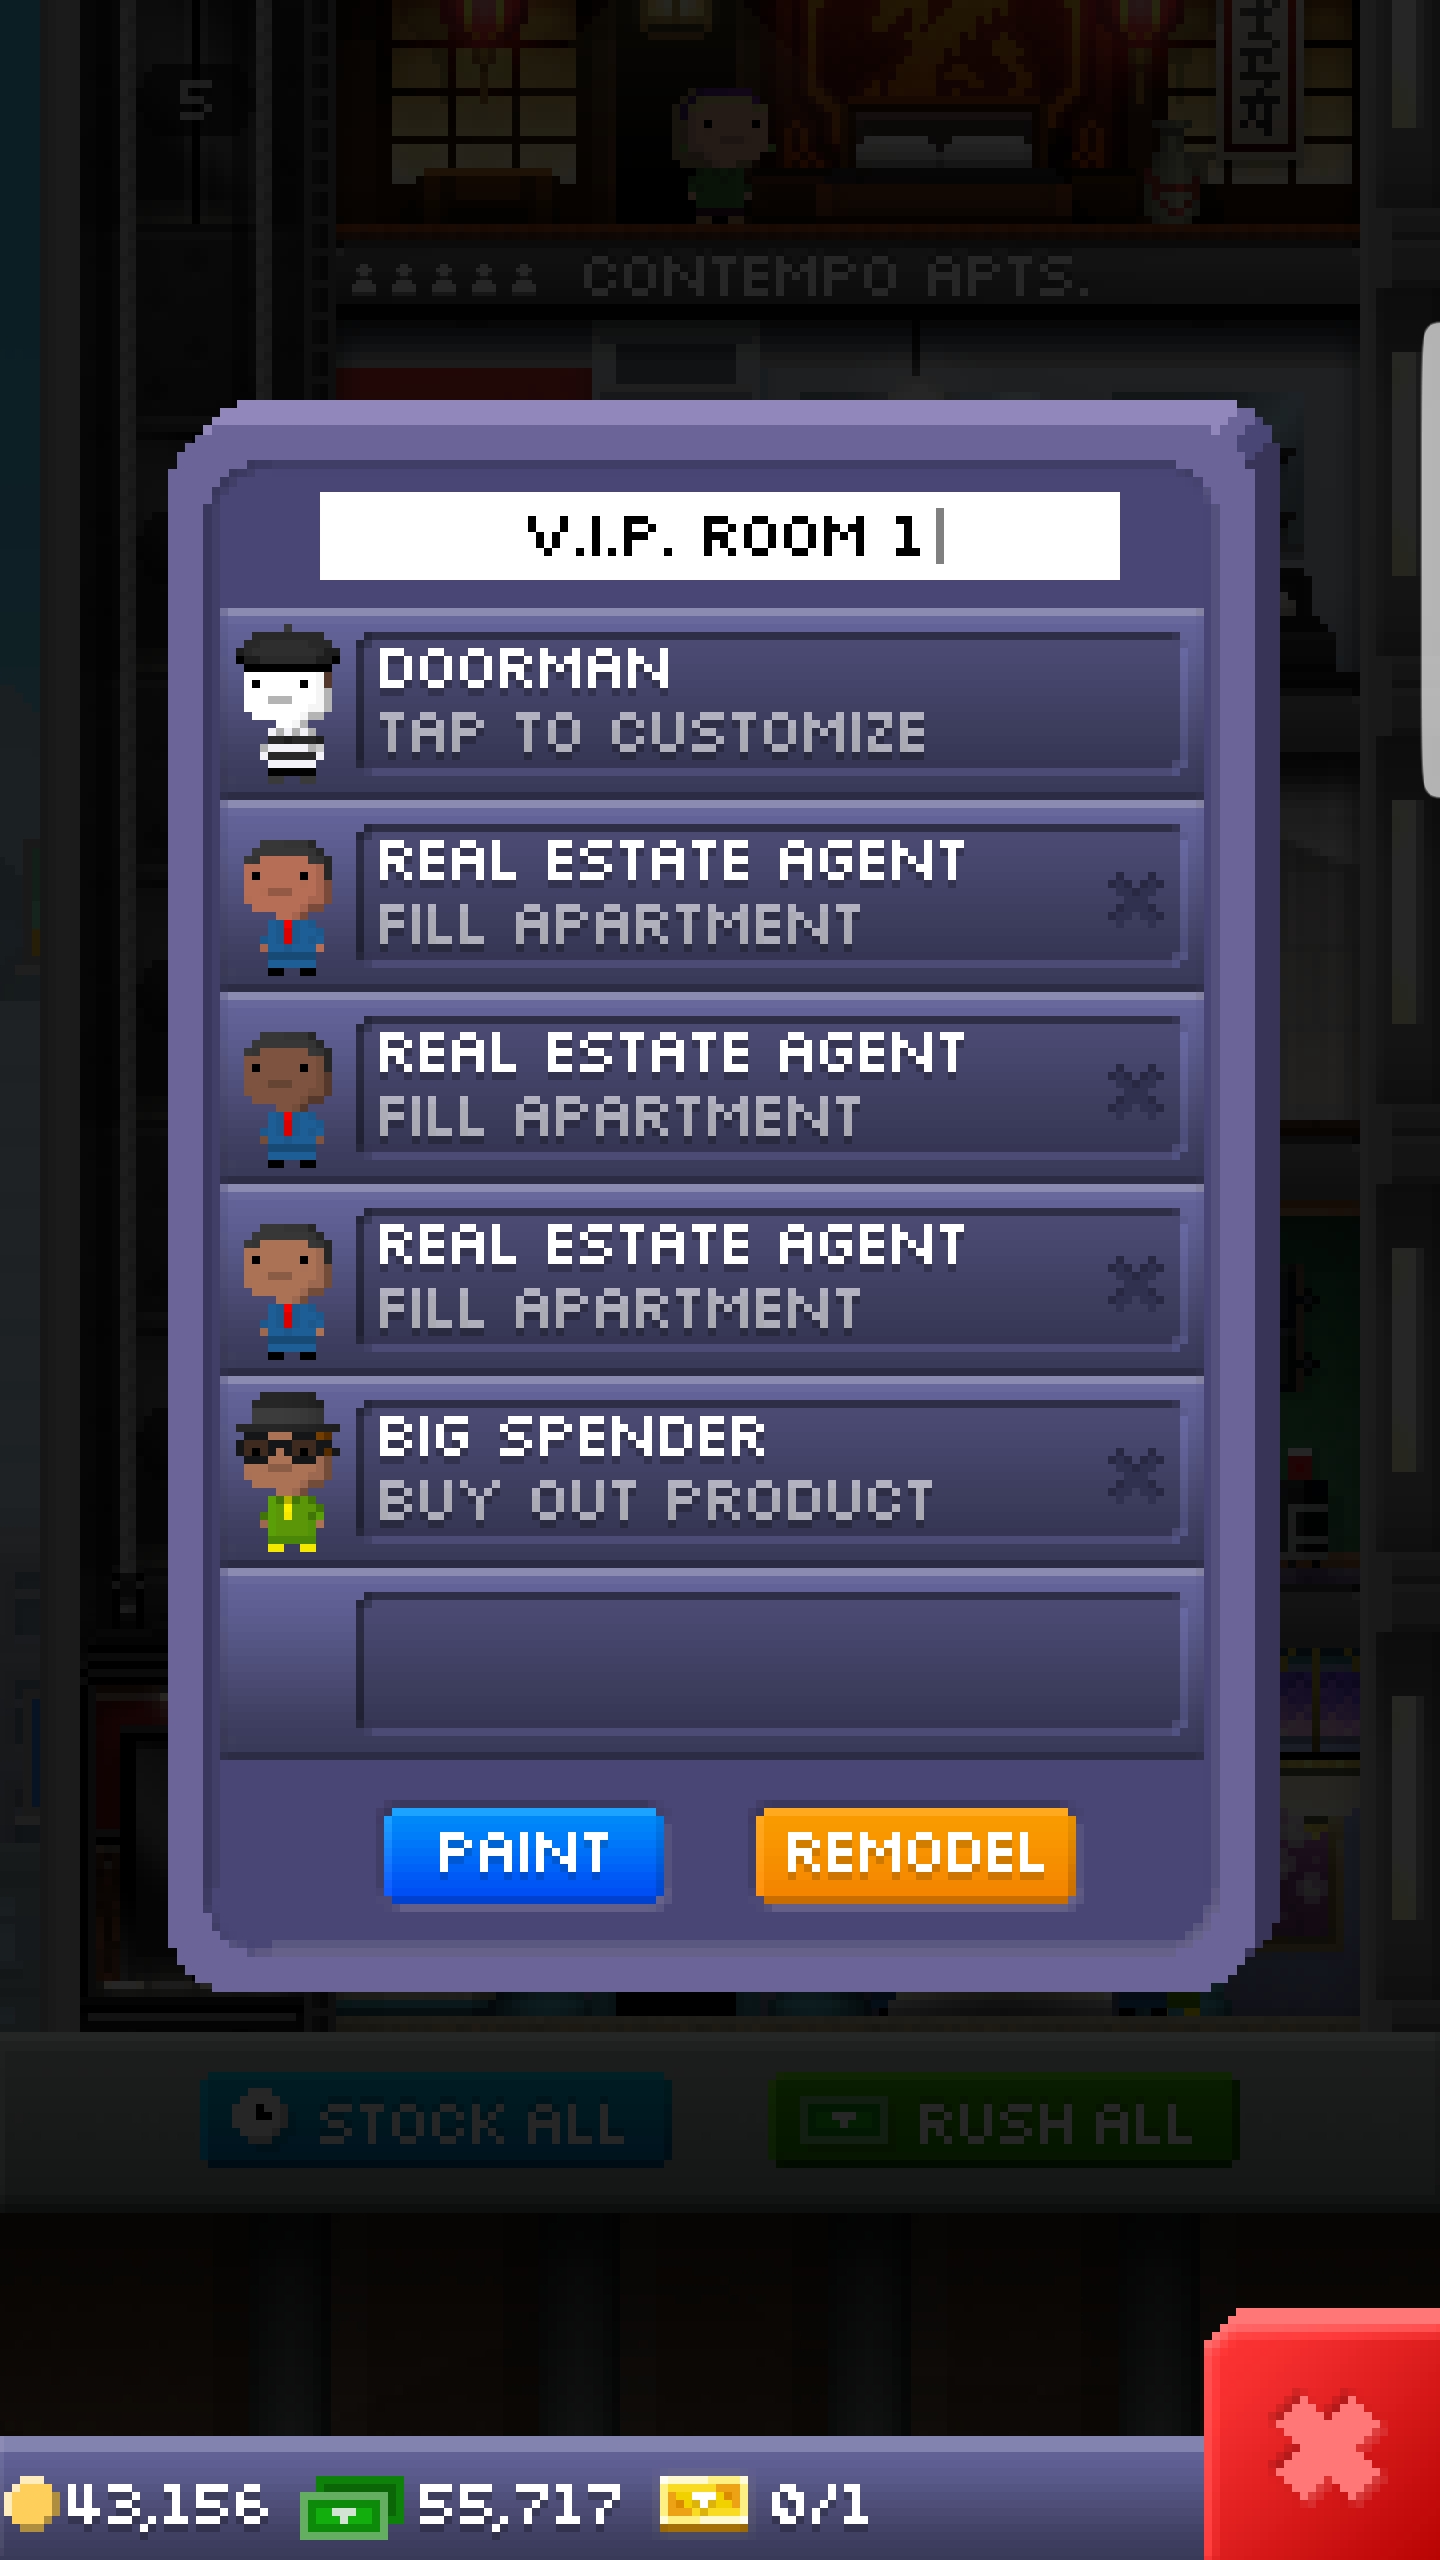 5
CONTEMPO APTS.
V.I.P. ROOM 1
DOORMAN
TAP TO CUSTOMIZE
REAL ESTATE AGENT
FILL APARTMENT
REAL ESTATE AGENT
FILL APARTMENT
REAL ESTATE AGENT
FILL APARTMENT
BIG SPENDER
BUY OUT PRODUCT
PAINT REMODEL
STOCK ALL RUSH ALL
43,156 55,717 0/1